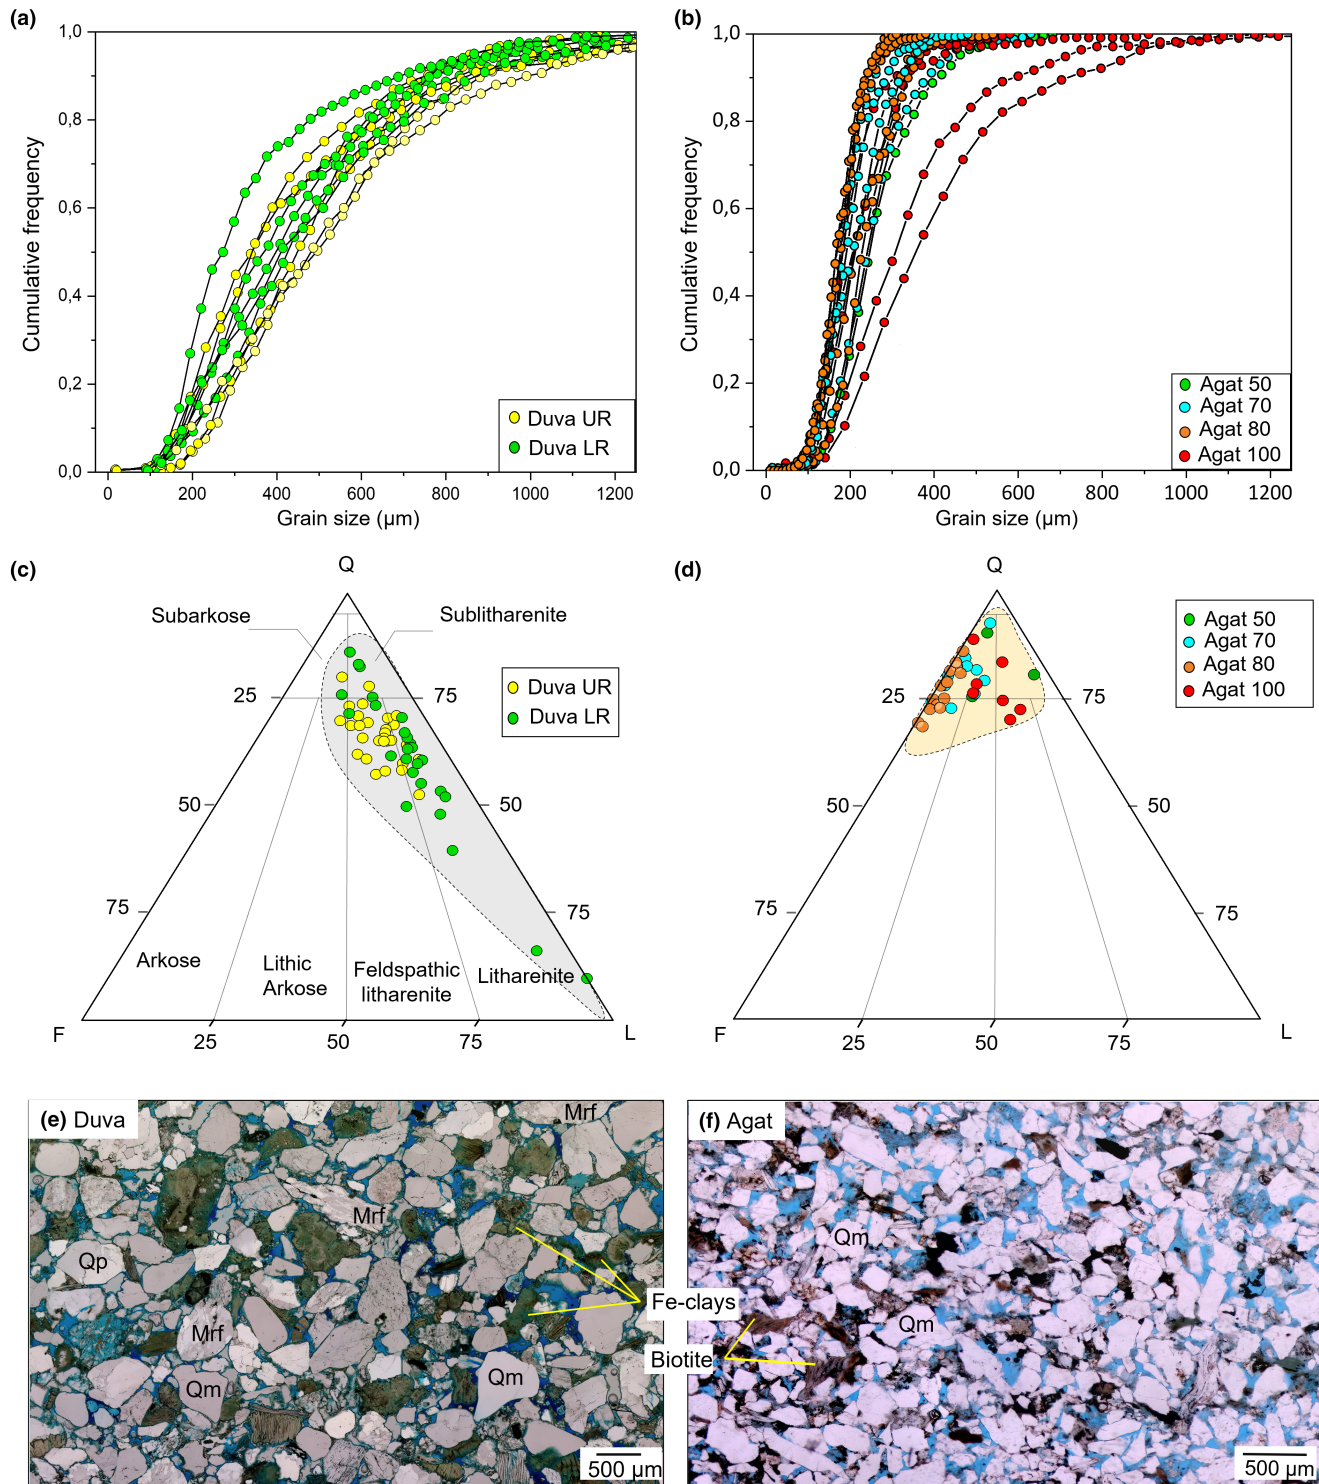 (a)
1,0
0,8
0,6
0,4
0,2
0,0
Cumulative frequency
0 200 400 600 800 1000 1200
Grain size (µm)
Duva UR
Duva LR
(b)
1,0
0,8
0,6
0,4
0,2
0,0
Cumulative frequency
0 200 400 600 800 1000 1200
Grain size (µm)
Agat 50
Agat 70
Agat 80
Agat 100
(c)
Q
Subarkose
Sublitharenite
Duva UR
Duva LR
25
75
50
50
75
75
Arkose
Lithic
Arkose
Feldspathic
litharenite
Litharenite
F
L
25
50
75
(d)
Q
Agat 50
Agat 70
Agat 80
Agat 100
25
75
50
50
75
75
F
L
25
50
75
(e) Duva
Mrf
Mrf
Qp
Mrf
Qm
Qm
500 µm
Fe-clays
Biotite
(f) Agat
Qm
Qm
500 µm